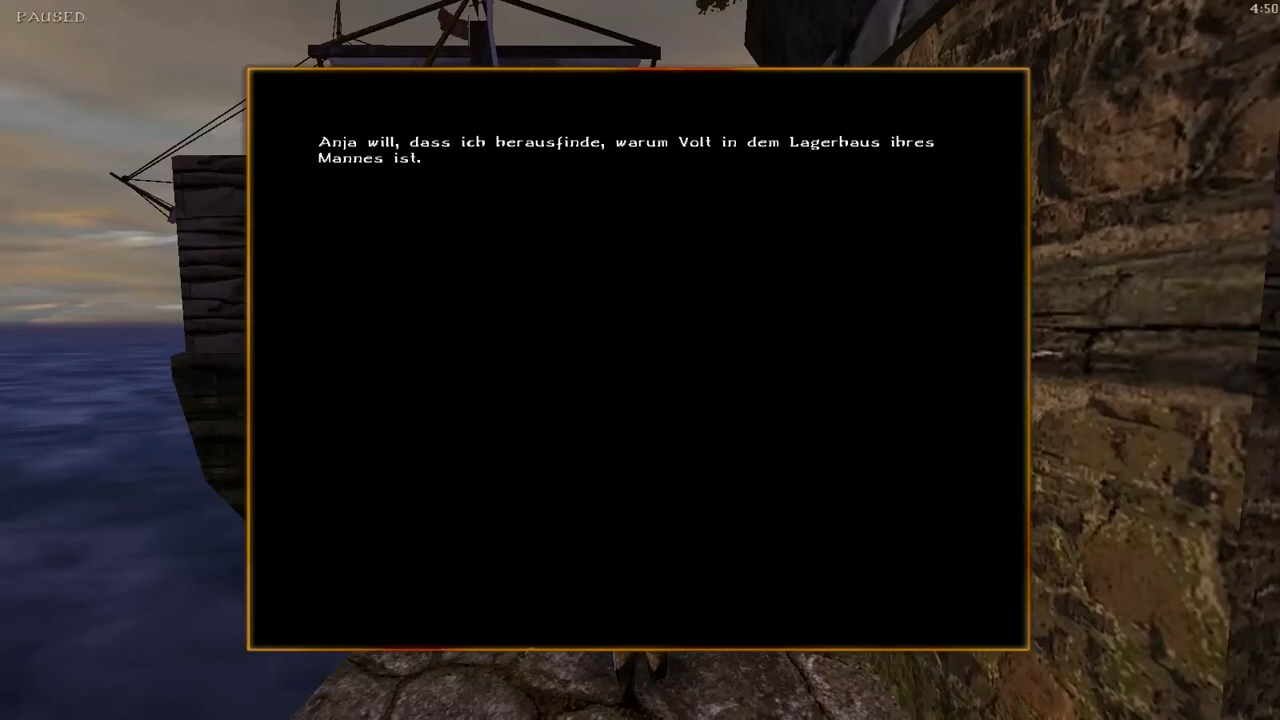 PAUSED
4:50
Anja will, dass ich herausfinde, warum Volt in dem Lagerhaus ihres
Mannes ist.